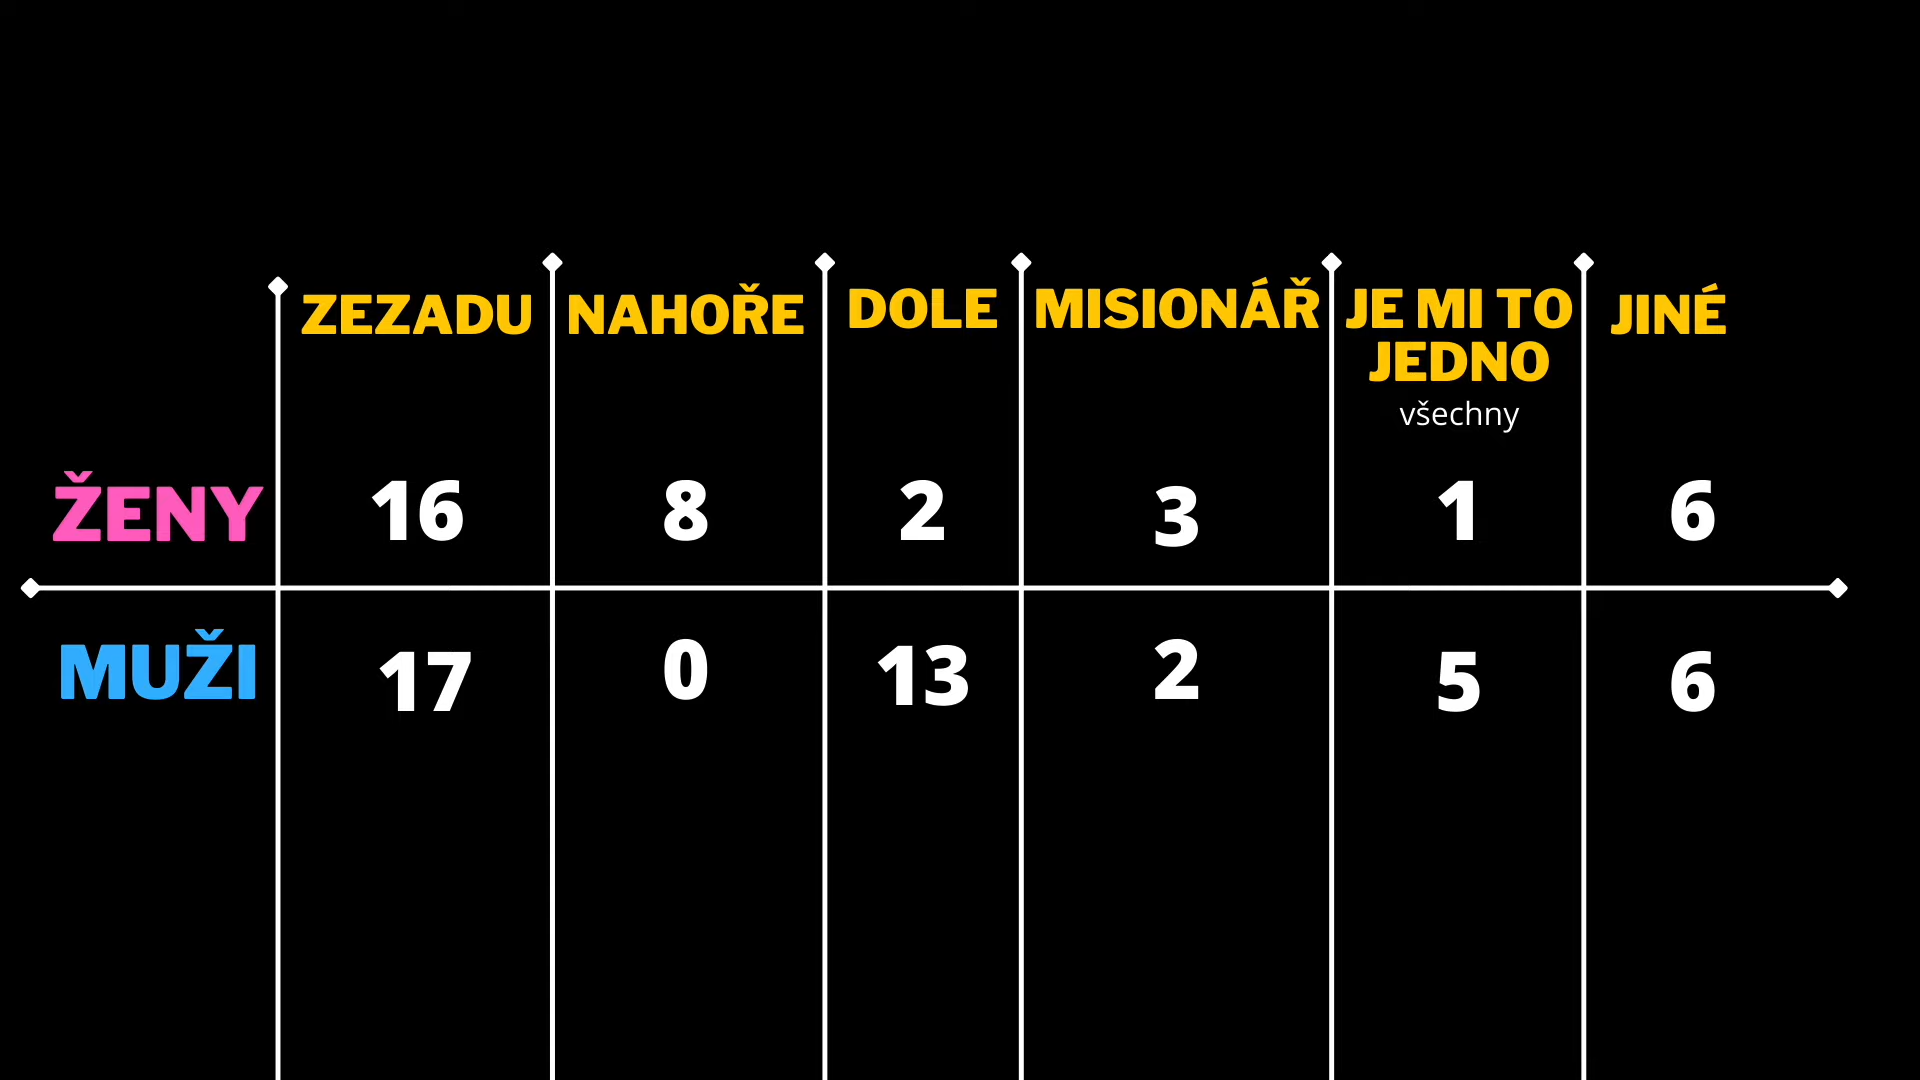 ZEZADU NAHOŘE DOLE MISIONÁŘ JE MI TO JEDNO JINÉ
všechny
ŽENY 16 8 2 3 1 6
MUŽI 17 0 13 2 5 6